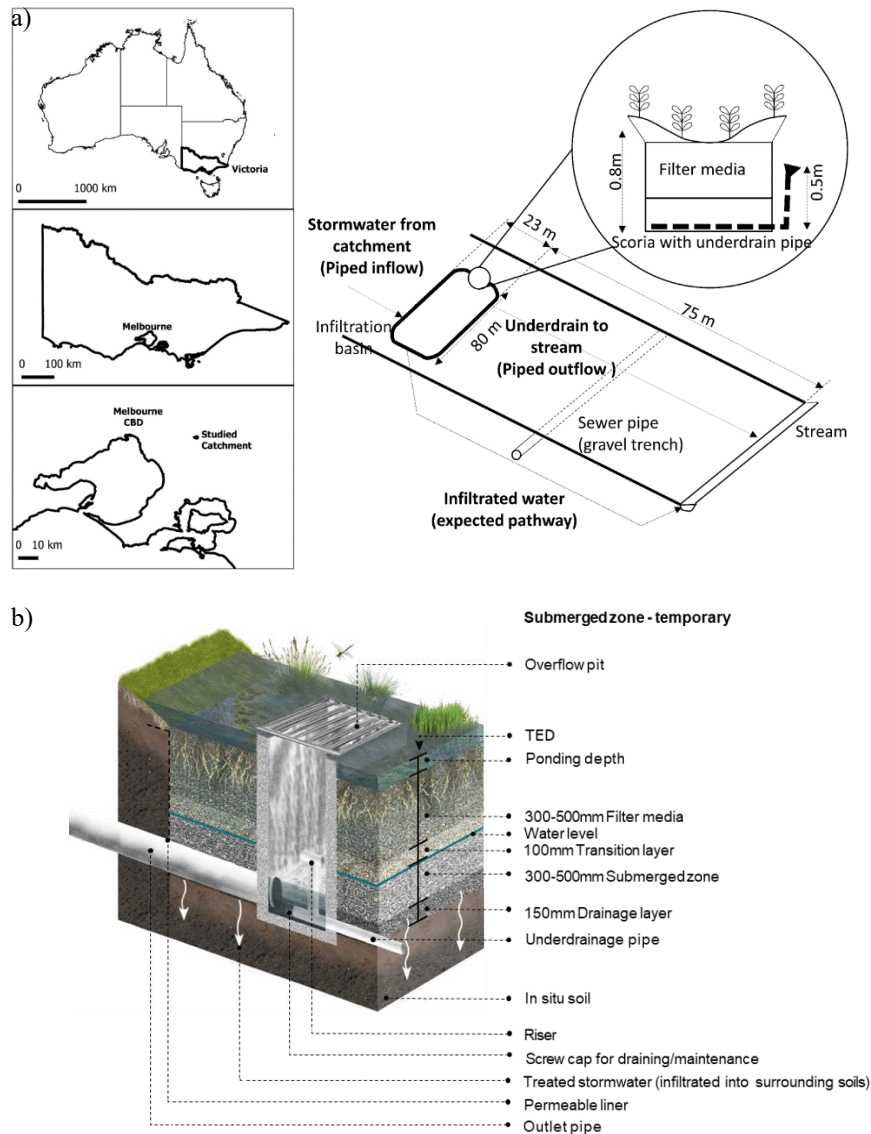 a)
Victoria
0 1000 km
Melbourne
0 100 km
Melbourne
CBD
Studied
Catchment
0 10 km
Stormwater from
catchment
(Piped inflow)
Infiltration
basin
23 m
80 m
Underdrain to
stream
(Piped outflow )
75 m
Sewer pipe
(gravel trench)
Stream
Infiltrated water
(expected pathway)
0.8m
Filter media
0.5m
Scoria with underdrain pipe
b)
Submerged zone - temporary
Overflow pit
TED
Ponding depth
300-500mm Filter media
Water level
100mm Transition layer
300-500mm Submerged zone
150mm Drainage layer
Underdrainage pipe
In situ soil
Riser
Screw cap for draining/maintenance
Treated stormwater (infiltrated into surrounding soils)
Permeable liner
Outlet pipe